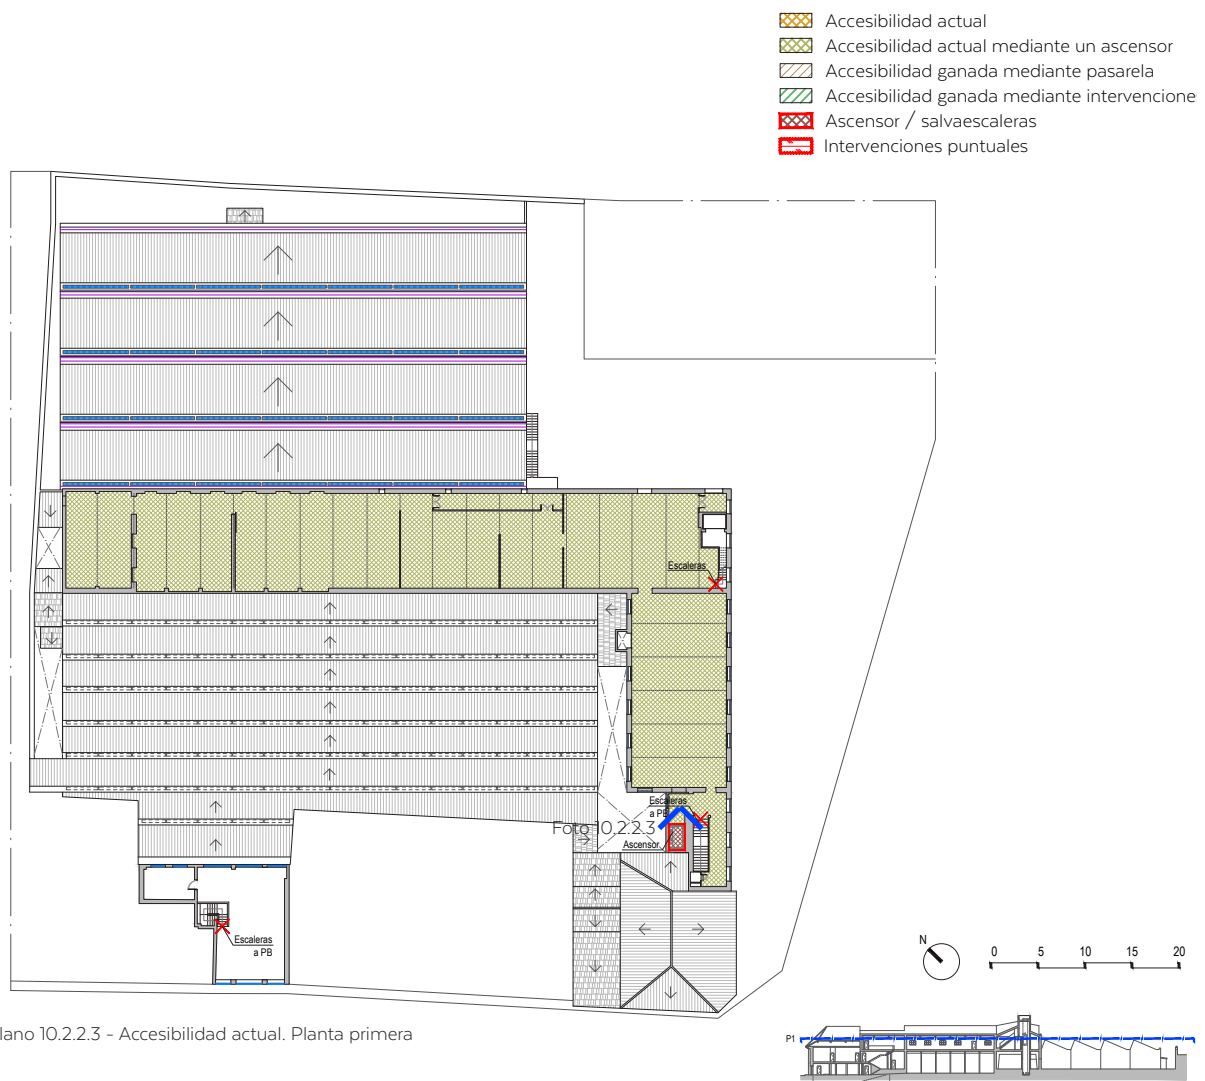 Accesibilidad actual
Accesibilidad actual mediante un ascensor
Accesibilidad ganada mediante pasarela
Accesibilidad ganada mediante intervencione
Ascensor / salvaescaleras
Intervenciones puntuales
Escaleras
Escaleras
a PB
Foto 10.2.2.3
Ascensor
Escaleras
a PB
N
0 5 10 15 20
lano 10.2.2.3 - Accesibilidad actual. Planta primera
P1